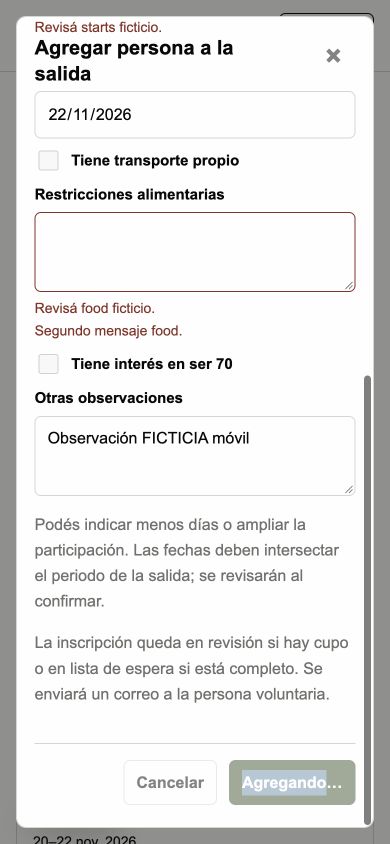 Revisá starts ficticio.
Agregar persona a la
salida
22/11/2026
Tiene transporte propio
Restricciones alimentarias
Revisá food ficticio.
Segundo mensaje food.
Tiene interés en ser 70
Otras observaciones
Observación FICTICIA móvil
Podés indicar menos días o ampliar la
participación. Las fechas deben intersectar
el periodo de la salida; se revisarán al
confirmar.
La inscripción queda en revisión si hay cupo
o en lista de espera si está completo. Se
enviará un correo a la persona voluntaria.
Cancelar
Agregando...
20–22 nov. 2026